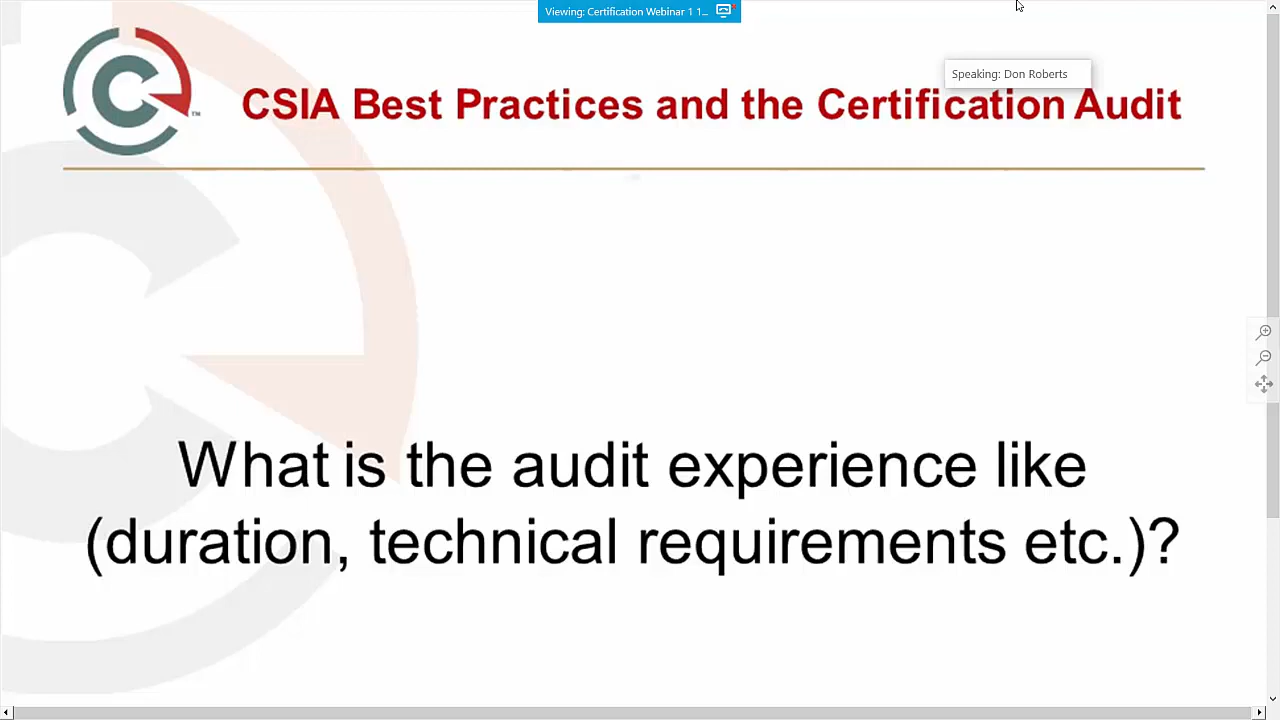 Viewing: Certification Webinar 1 1...
Speaking: Don Roberts
CSIA Best Practices and the Certification Audit
TM
What is the audit experience like
(duration, technical requirements etc.)?